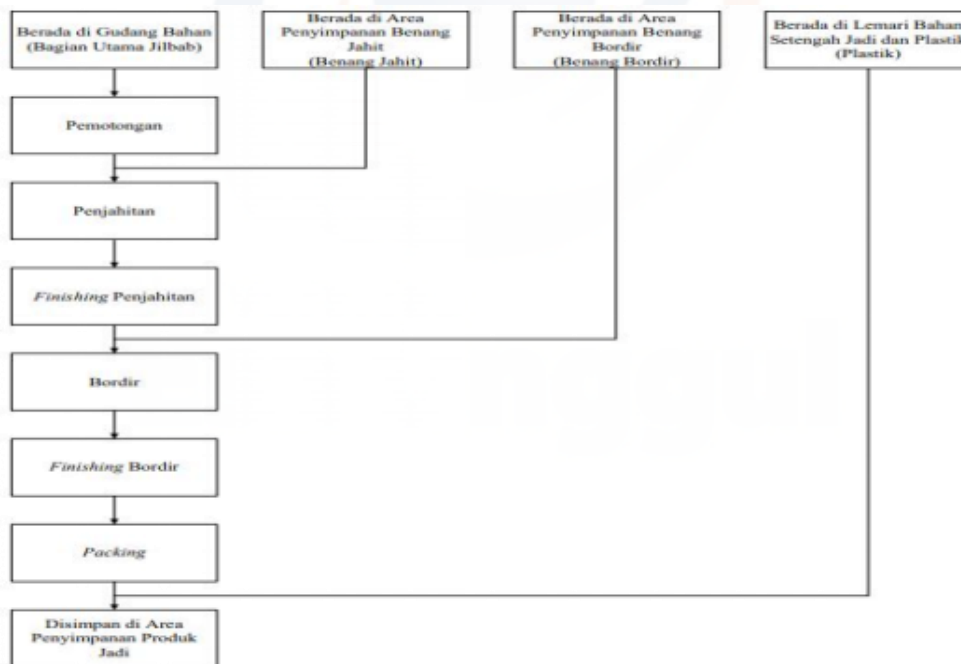 Berada di Gudang Bahan
(Bagian Utama Jilbab)
Berada di Area
Penyimpanan Benang
Jahit
(Benang Jahit)
Berada di Area
Penyimpanan Benang
Bordir
(Benang Bordir)
Berada di Lemari Bahan
Setengah Jadi dan Plastik
(Plastik)
Pemotongan
Penjahitan
Finishing Penjahitan
Bordir
Finishing Bordir
Packing
Disimpan di Area
Penyimpanan Produk
Jadi